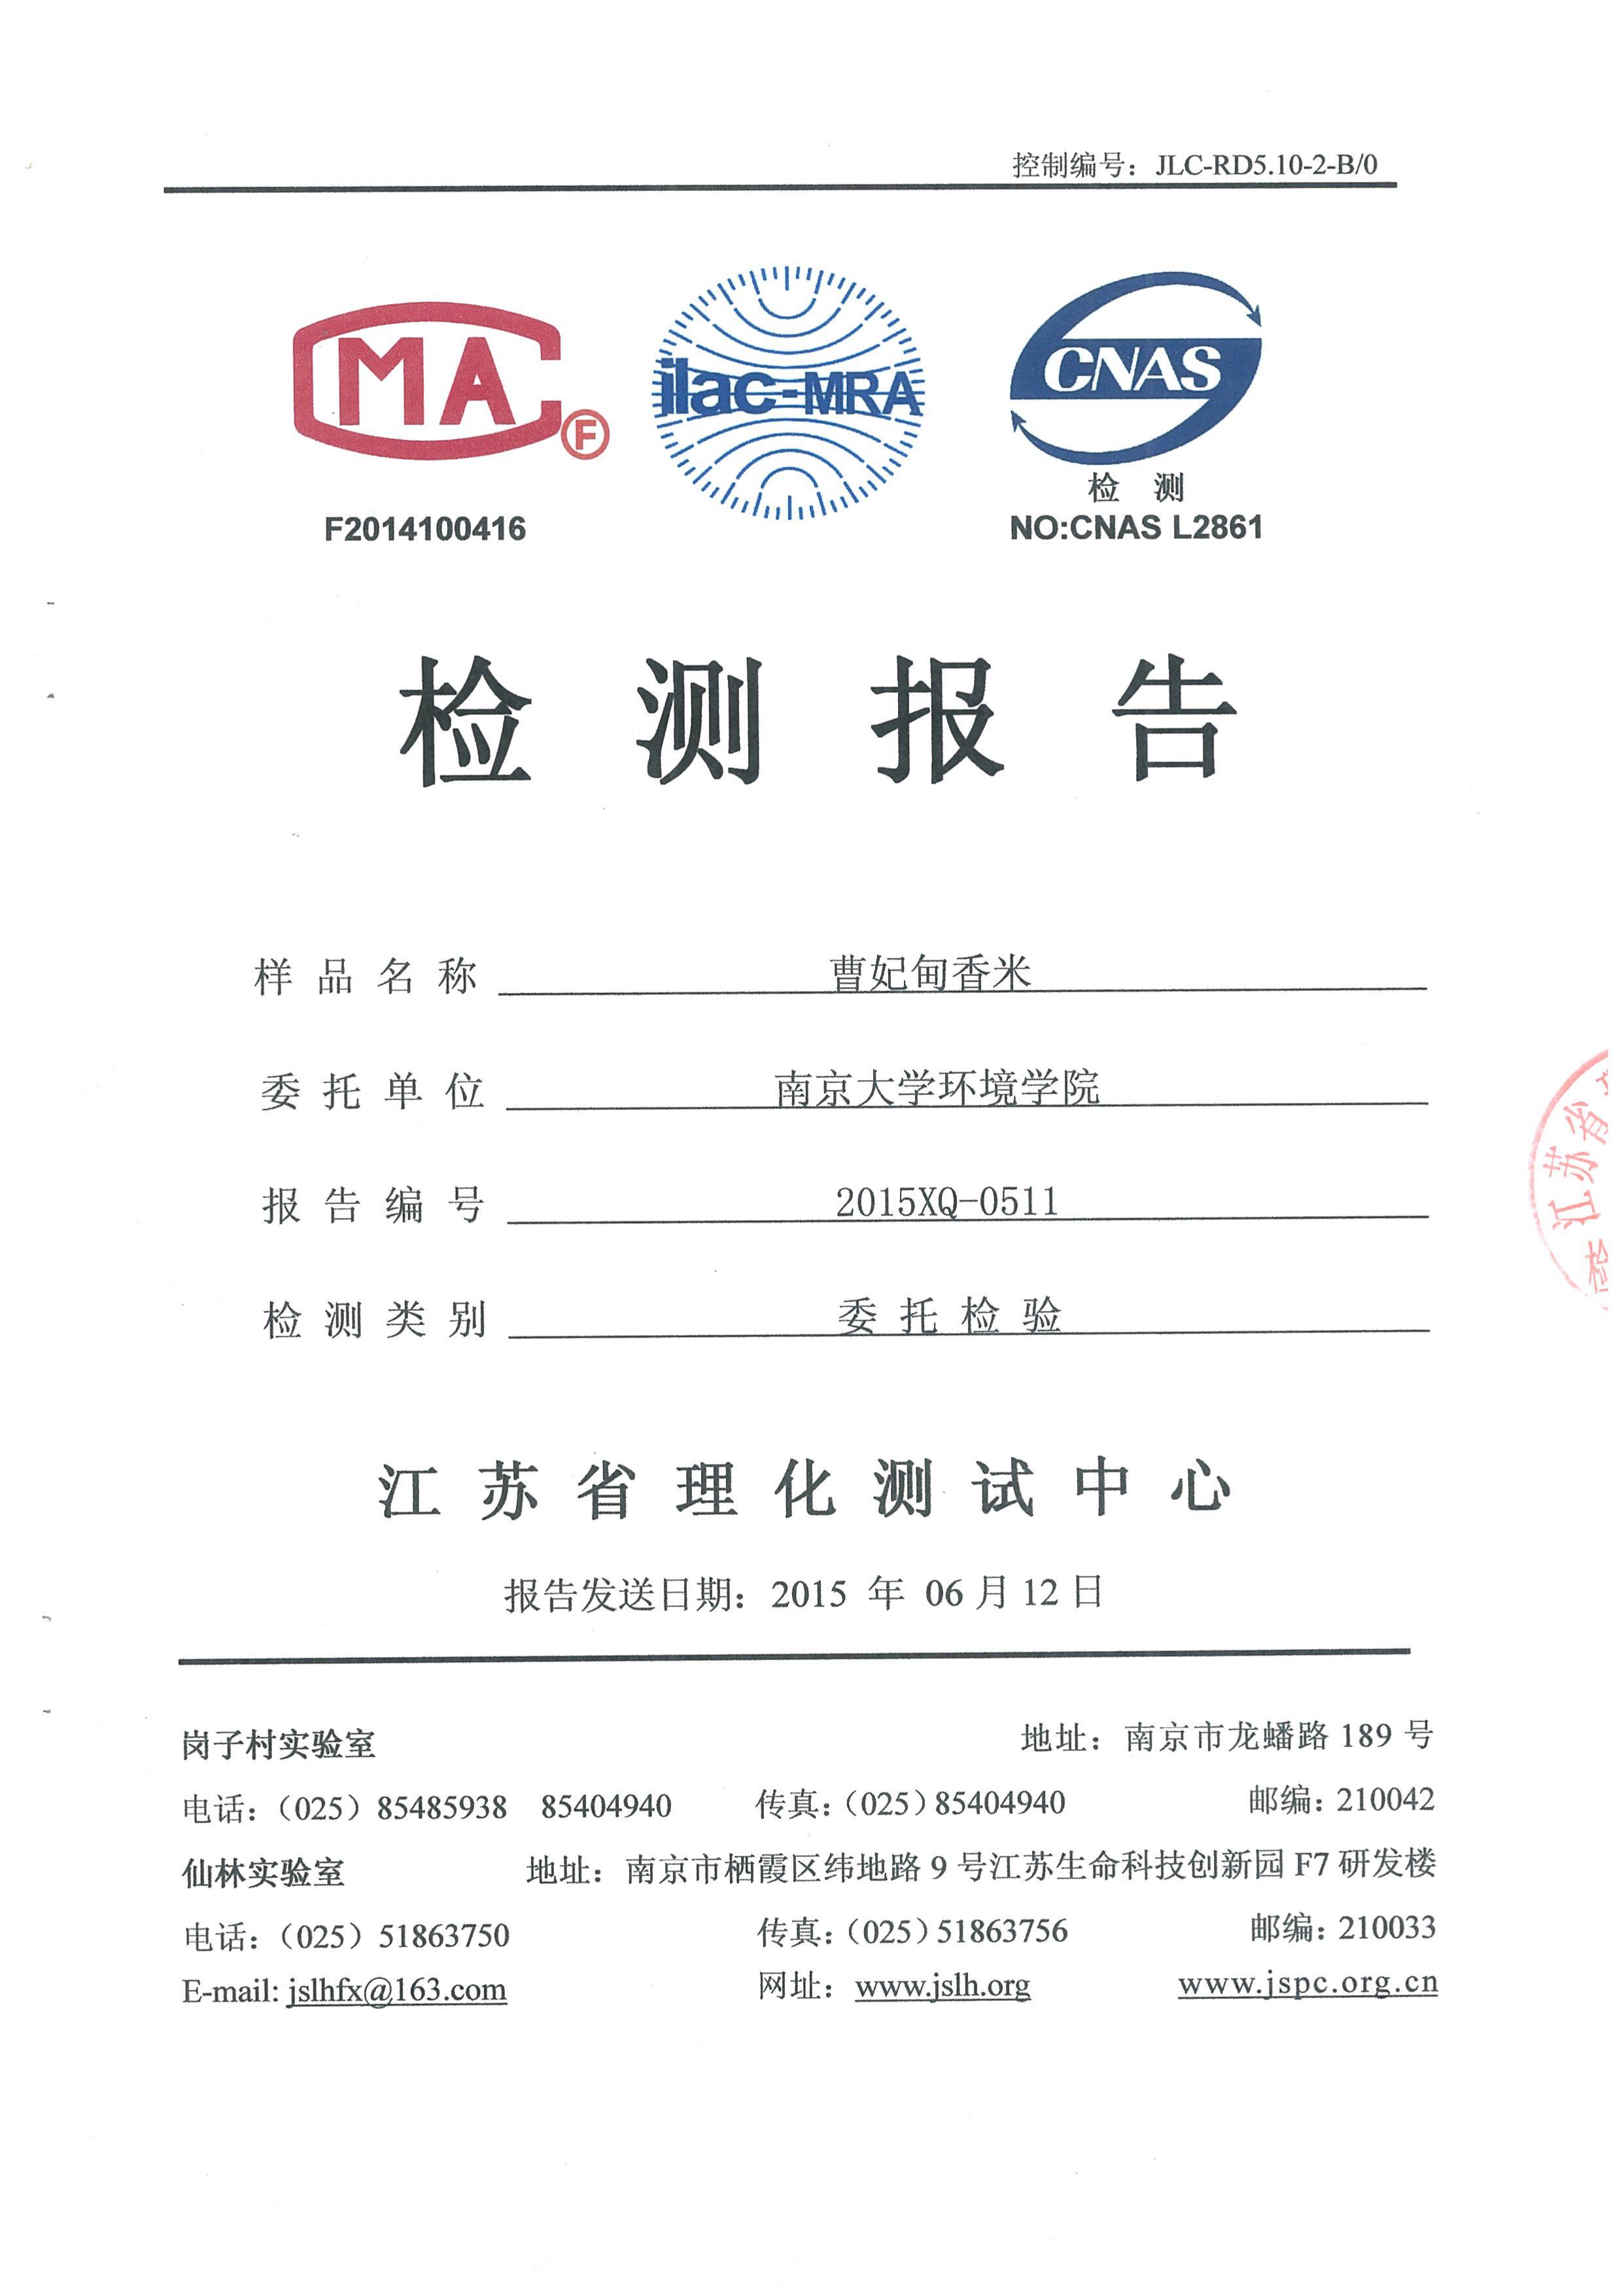 控制编号：JLC-RD5.10-2-B/0
MA F
ilac-MRA
CNAS
检 测
F2014100416
NO:CNAS L2861
检 测 报 告
样 品 名 称 曹妃甸香米
委 托 单 位 南京大学环境学院
报 告 编 号 2015XQ-0511
检 测 类 别 委 托 检 验
江苏省
江 苏 省 理 化 测 试 中 心
报告发送日期：2015 年 06 月 12 日
岗子村实验室 地址：南京市龙蟠路 189 号
电话：（025）85485938 85404940 传真：（025）85404940 邮编：210042
仙林实验室 地址：南京市栖霞区纬地路 9 号江苏生命科技创新园 F7 研发楼
电话：（025）51863750 传真：（025）51863756 邮编：210033
E-mail: jslhfx@163.com 网址：www.jslh.org www.jspc.org.cn